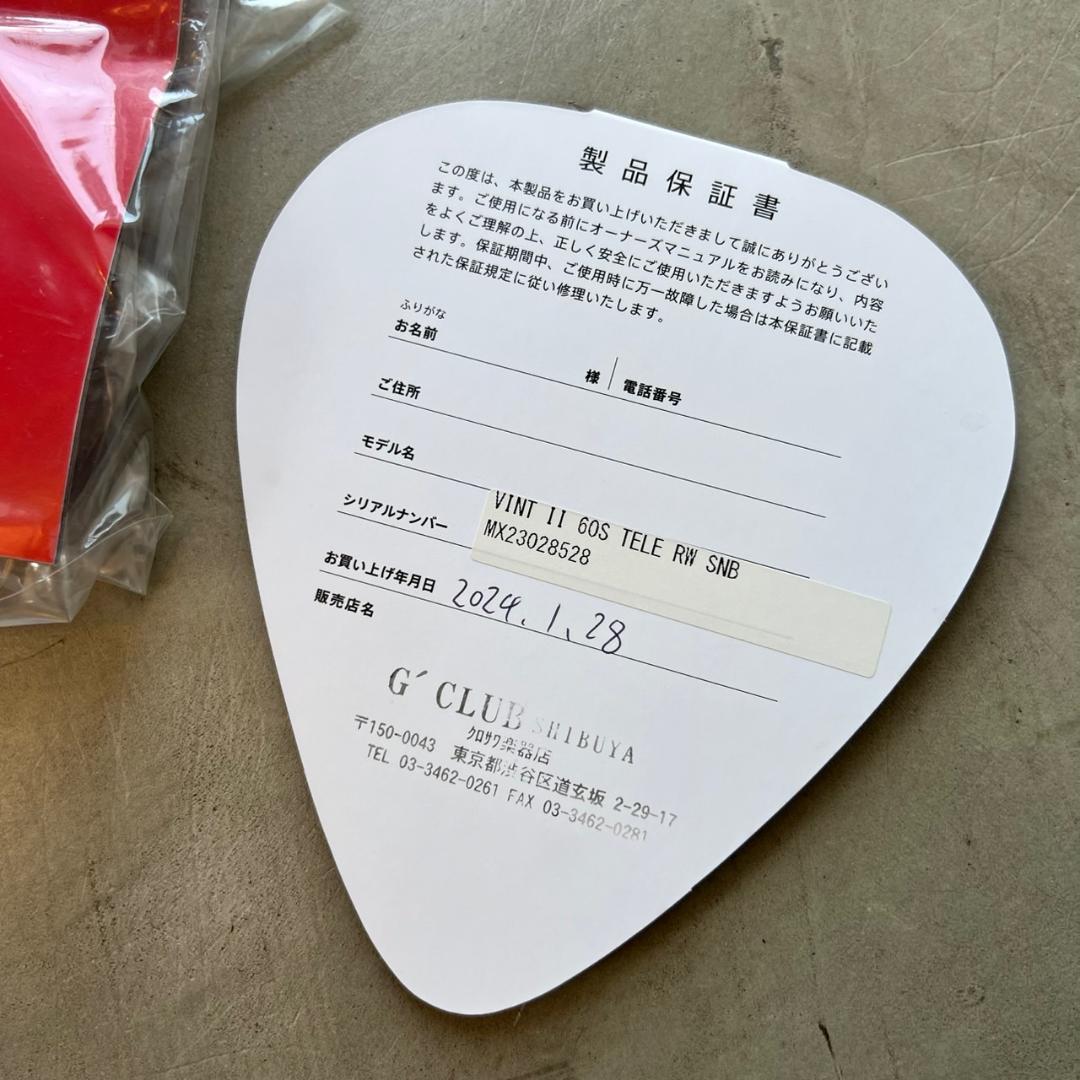 製品保証書
この度は、本製品をお買い上げいただきまして誠にありがとうござい
ます。ご使用になる前にオーナーズマニュアルをお読みになり、内容
をよくご理解の上、正しく安全にご使用いただきますようお願いいた
します。保証期間中、ご使用時に万一故障した場合は本保証書に記載
された保証規定に従い修理いたします。
ふりがな
お名前 様 電話番号
ご住所
モデル名
VINT II 60S TELE RW SNB
シリアルナンバー MX23028528
お買い上げ年月日 2024.1.28
販売店名
G' CLUB SHIBUYA
クロサワ楽器店
〒150-0043 東京都渋谷区道玄坂 2-29-17
TEL 03-3462-0261 FAX 03-3462-0281